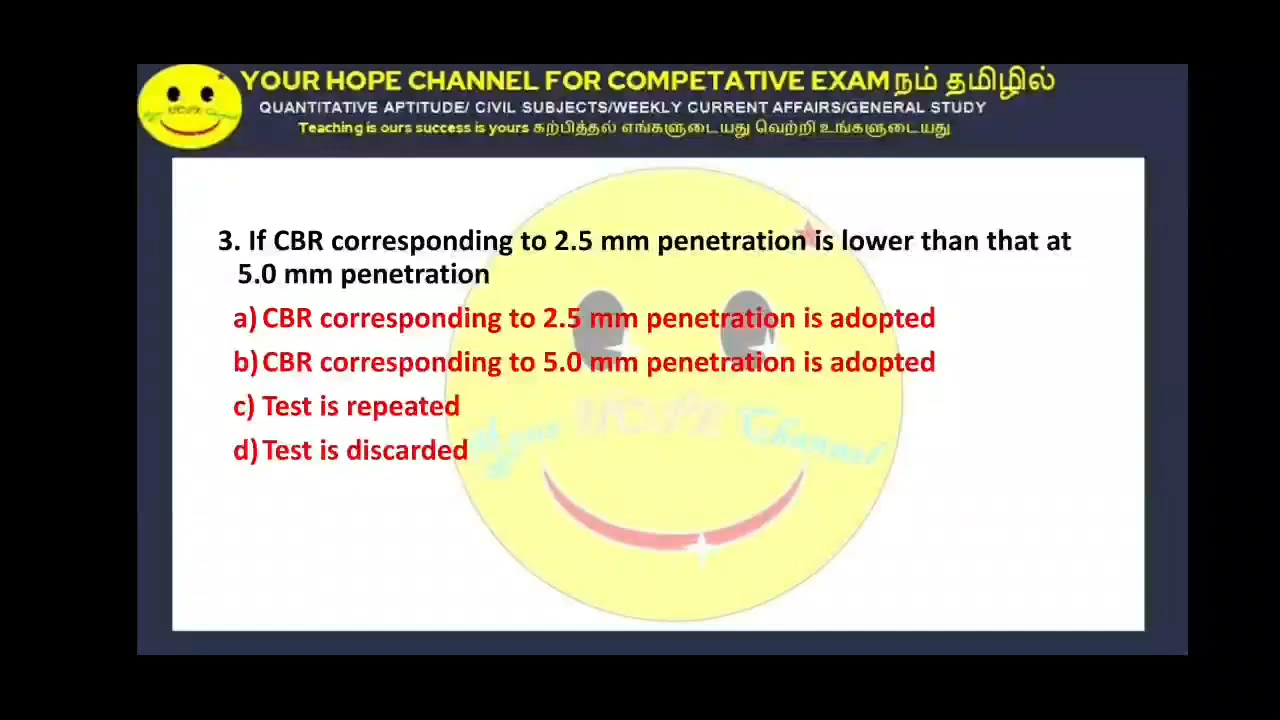 YOUR HOPE CHANNEL FOR COMPETATIVE EXAM நம் தமிழில்
QUANTITATIVE APTITUDE/ CIVIL SUBJECTS/WEEKLY CURRENT AFFAIRS/GENERAL STUDY
Teaching is ours success is yours கற்பித்தல் எங்களுடையது வெற்றி உங்களுடையது
3. If CBR corresponding to 2.5 mm penetration is lower than that at
5.0 mm penetration
a) CBR corresponding to 2.5 mm penetration is adopted
b) CBR corresponding to 5.0 mm penetration is adopted
c) Test is repeated
d) Test is discarded
Your HOPE Channel